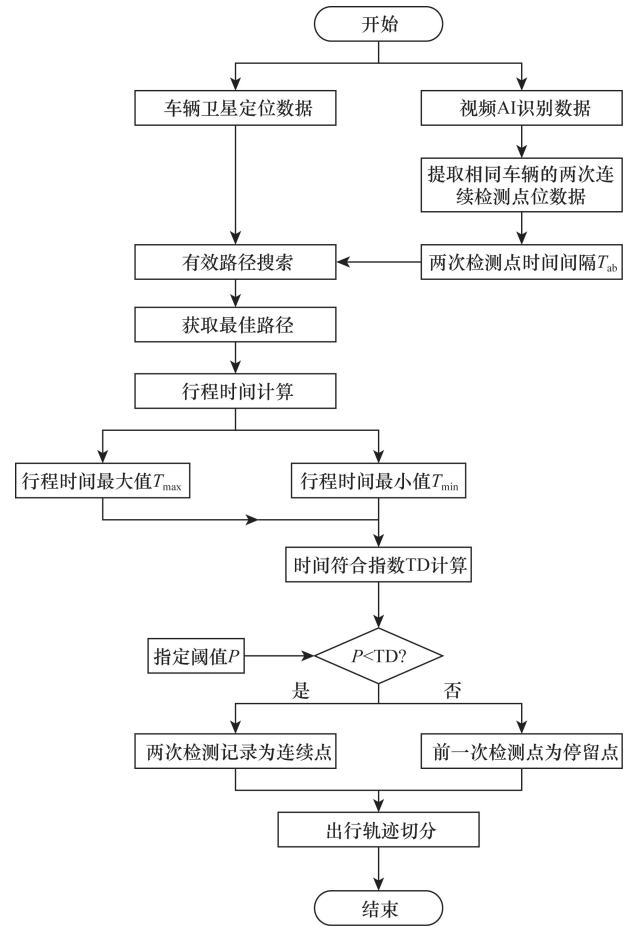 开始
车辆卫星定位数据
视频AI识别数据
提取相同车辆的两次连
续检测点位数据
有效路径搜索
两次检测点时间间隔Tab
获取最佳路径
行程时间计算
行程时间最大值Tmax
行程时间最小值Tmin
时间符合指数TD计算
指定阈值P
P<TD?
是
否
两次检测记录为连续点
前一次检测点为停留点
出行轨迹切分
结束